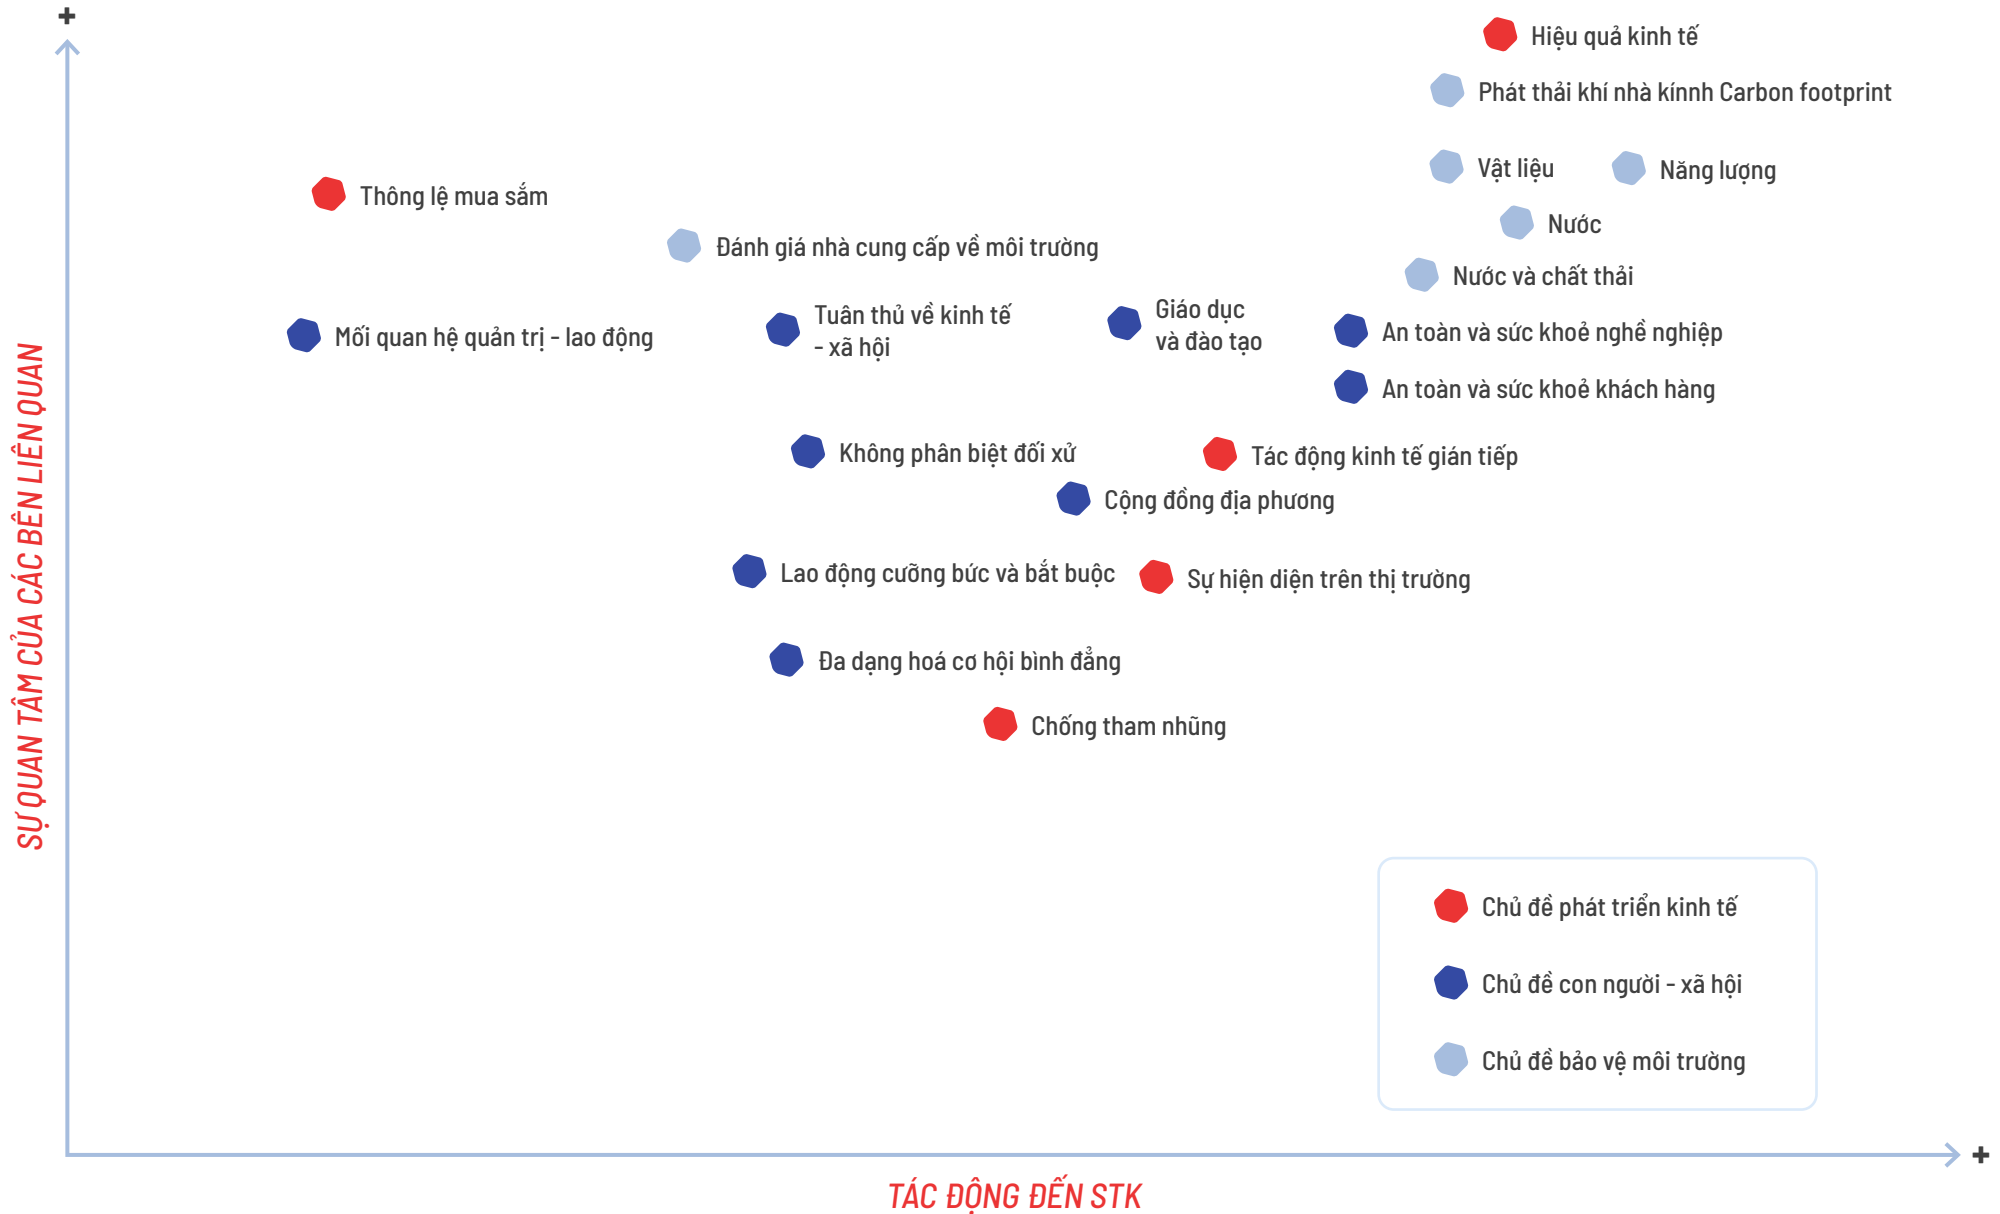 +
Hiệu quả kinh tế
Phát thải khí nhà kínnh Carbon footprint
Vật liệu
Năng lượng
Thông lệ mua sắm
Nước
Đánh giá nhà cung cấp về môi trường
Nước và chất thải
Mối quan hệ quản trị - lao động
Tuân thủ về kinh tế
- xã hội
Giáo dục
và đào tạo
An toàn và sức khoẻ nghề nghiệp
An toàn và sức khoẻ khách hàng
Không phân biệt đối xử
Tác động kinh tế gián tiếp
Cộng đồng địa phương
Lao động cưỡng bức và bắt buộc
Sự hiện diện trên thị trường
Đa dạng hoá cơ hội bình đẳng
Chống tham nhũng
SỰ QUAN TÂM CỦA CÁC BÊN LIÊN QUAN
Chủ đề phát triển kinh tế
Chủ đề con người - xã hội
Chủ đề bảo vệ môi trường
+
TÁC ĐỘNG ĐẾN STK